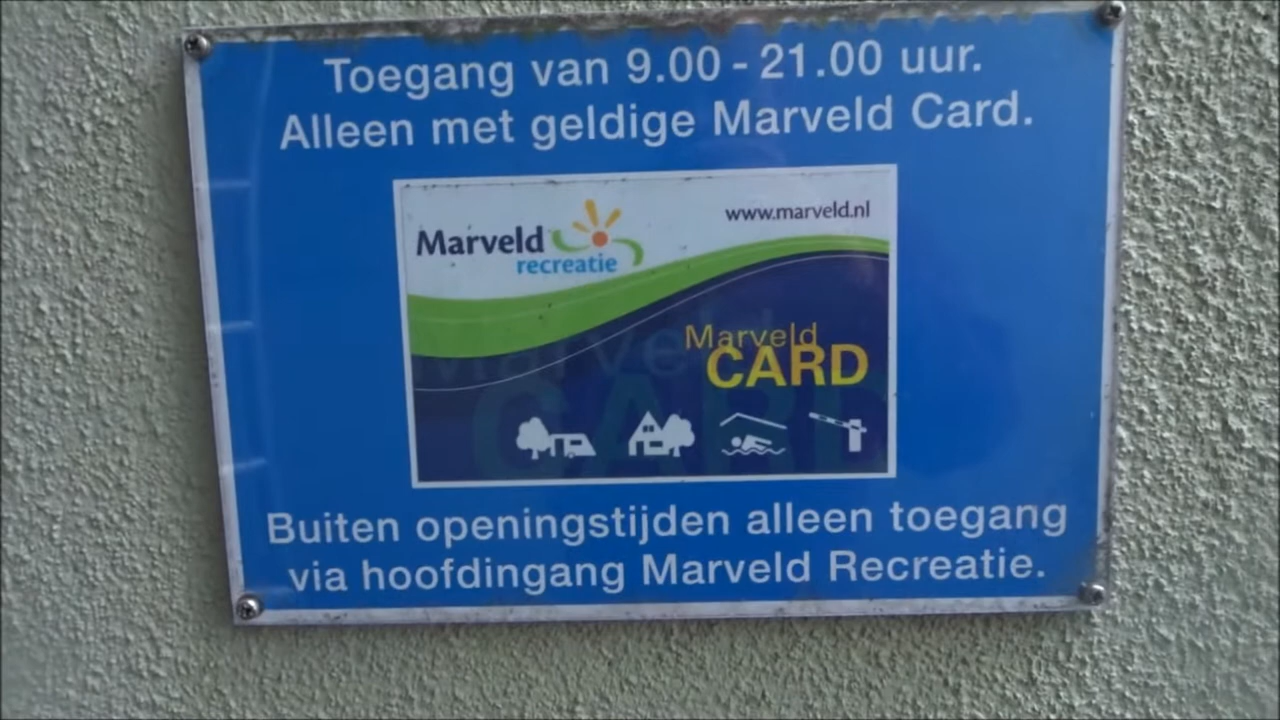 Toegang van 9.00 - 21.00 uur.
Alleen met geldige Marveld Card.
www.marveld.nl
Marveld
recreatie
Marveld
CARD
Buiten openingstijden alleen toegang
via hoofdingang Marveld Recreatie.